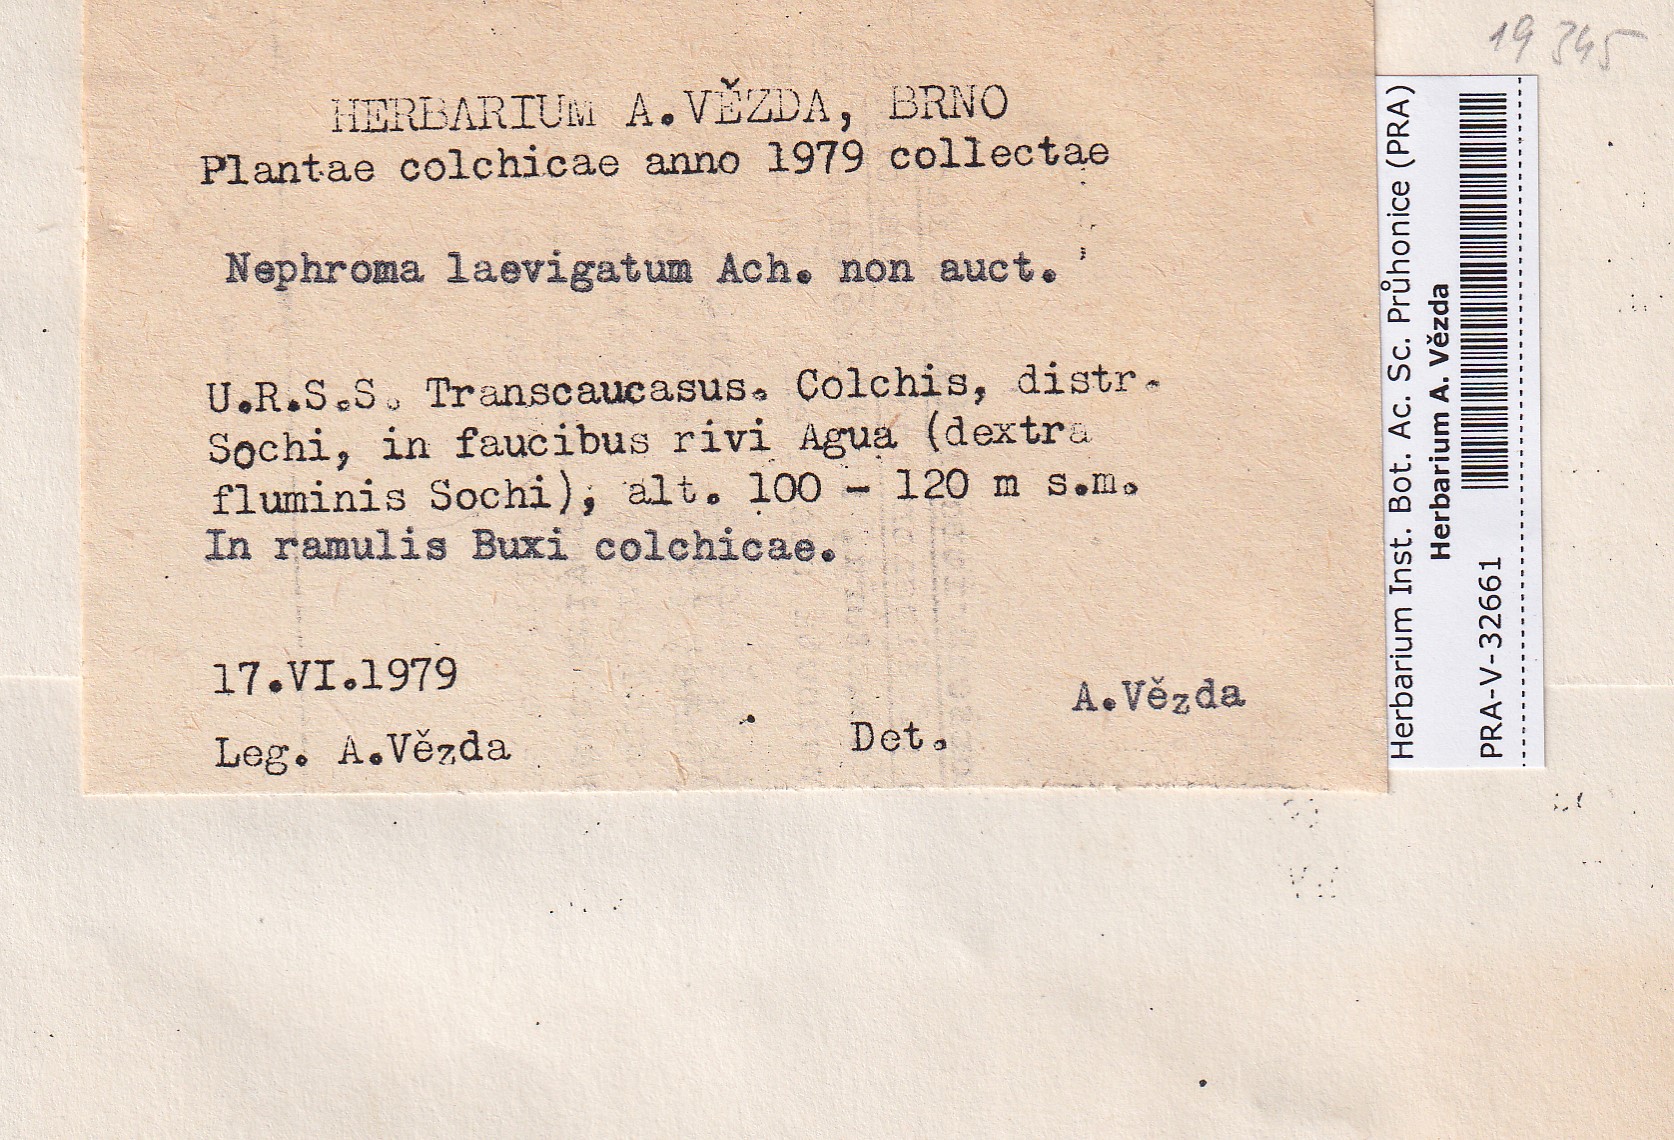 19 345
HERBARIUM A.VĚZDA, BRNO
Plantae colchicae anno 1979 collectae
Nephroma laevigatum Ach. non auct.
U.R.S.S. Transcaucasus. Colchis, distr.
Sochi, in faucibus rivi Agua (dextra
fluminis Sochi), alt. 100 - 120 m s.m.
In ramulis Buxi colchicae.
17.VI.1979
A.Vězda
Leg. A.Vězda Det.
Herbarium Inst. Bot. Ac. Sc. Průhonice (PRA)
Herbarium A. Vězda
PRA-V-32661